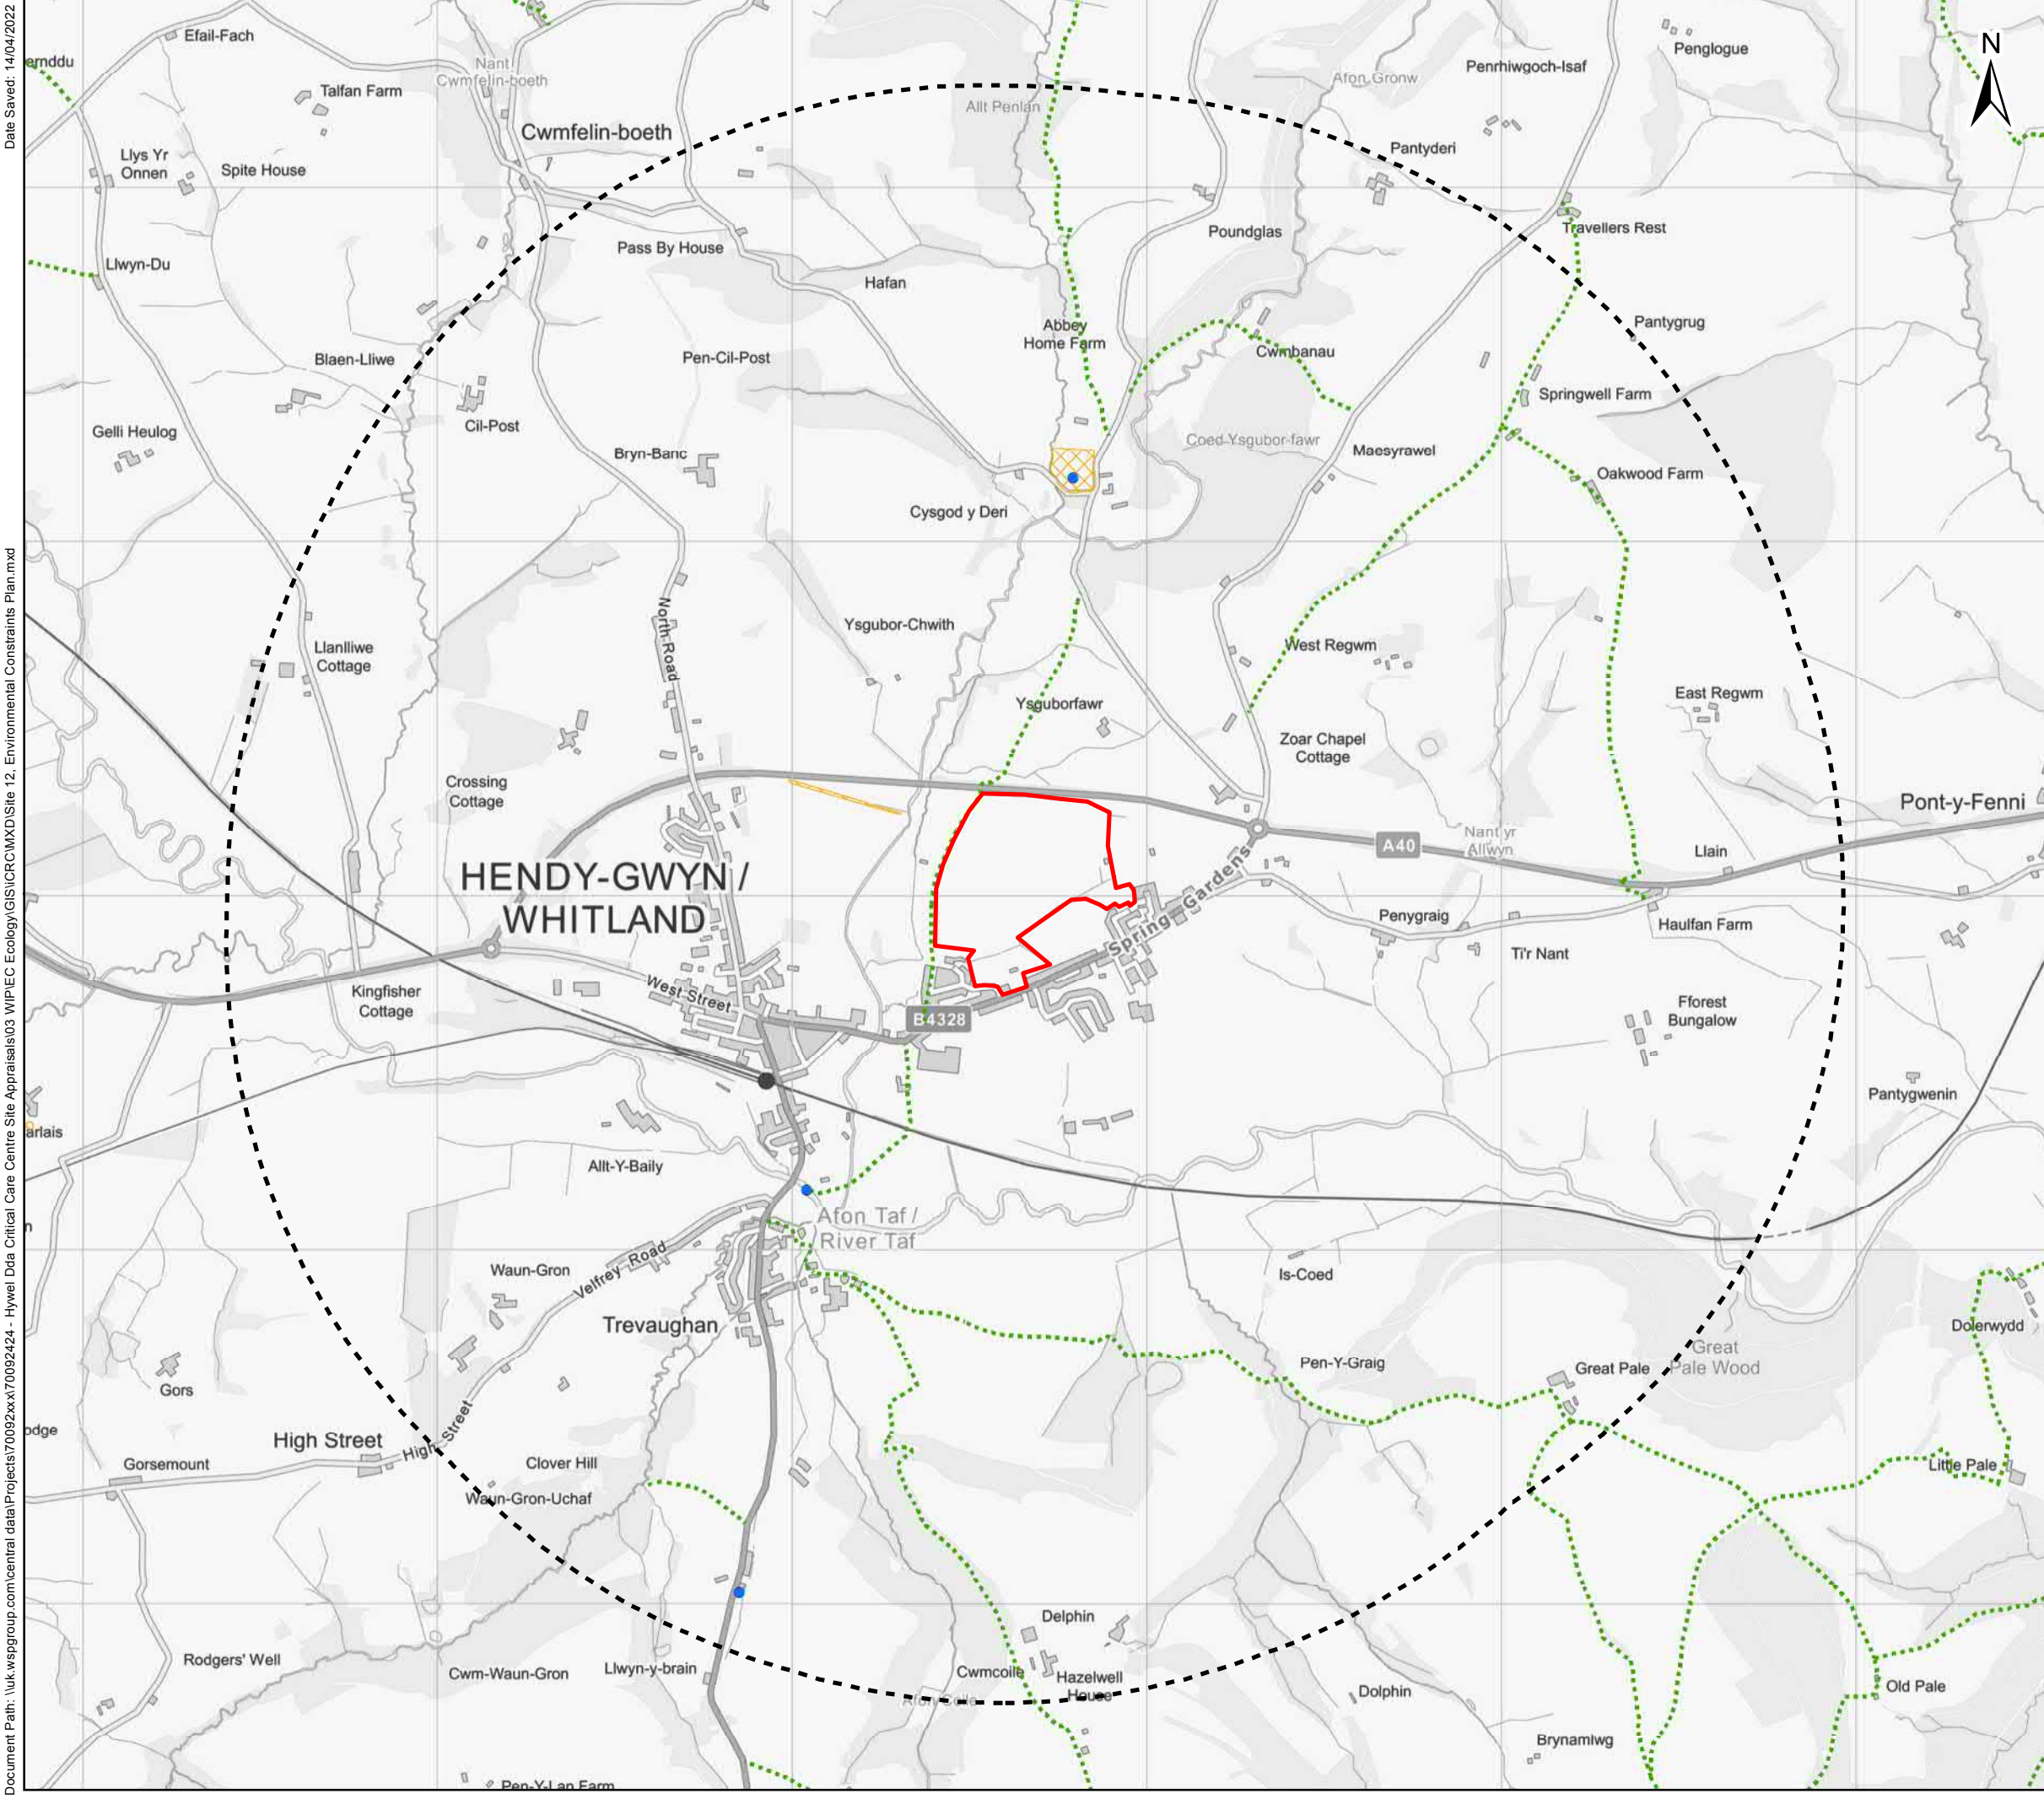 Date Saved: 14/04/2022
Document Path: \\uk.wspgroup.com\central data\Projects\70092xxx\70092424 - Hywel Dda Critical Care Centre Site Appraisals\03 WIP\EC Ecology\GIS\iCRC\MXD\Site 12, Environmental Constraints Plan.mxd
N
Efail-Fach
ernddu
Talfan Farm
Nant
Cwmfelin-boeth
Cwmfelin-boeth
Allt Penlan
Afon Gronw
Penrhiwgoch-Isaf
Penglogue
Llys Yr
Onnen
Spite House
Pantyderi
Llwyn-Du
Pass By House
Hafan
Poundglas
Travellers Rest
Abbey
Home Farm
Cwmbanau
Pantygrug
Blaen-Lliwe
Pen-Cil-Post
Springwell Farm
Gelli Heulog
Cil-Post
Bryn-Banc
Coed Ysgubor-fawr
Maesyrawel
Oakwood Farm
Cysgod y Deri
North Road
Ysgubor-Chwith
Llanlliwe
Cottage
West Regwm
Ysguborfawr
East Regwm
Zoar Chapel
Cottage
Crossing
Cottage
Pont-y-Fenni
A40
Nant yr
Allwyn
Llain
HENDY-GWYN /
WHITLAND
Spring Gardens
Penygraig
Haulfan Farm
Ti'r Nant
West Street
Kingfisher
Cottage
B4328
Fforest
Bungalow
Pantygwenin
arlais
Allt-Y-Baily
Afon Taf /
River Taf
n
Waun-Gron
Velfrey Road
Is-Coed
Trevaughan
Dolerwydd
Great
Pale Wood
Pen-Y-Graig
Great Pale
Gors
odge
High Street
High Street
Gorsemount
Clover Hill
Little Pale
Waun-Gron-Uchaf
Delphin
Rodgers' Well
Cwm-Waun-Gron
Llwyn-y-brain
Cwmcoile
Hazelwell
House
Dolphin
Old Pale
Brynamlwg
Pen-Y-Lan Farm